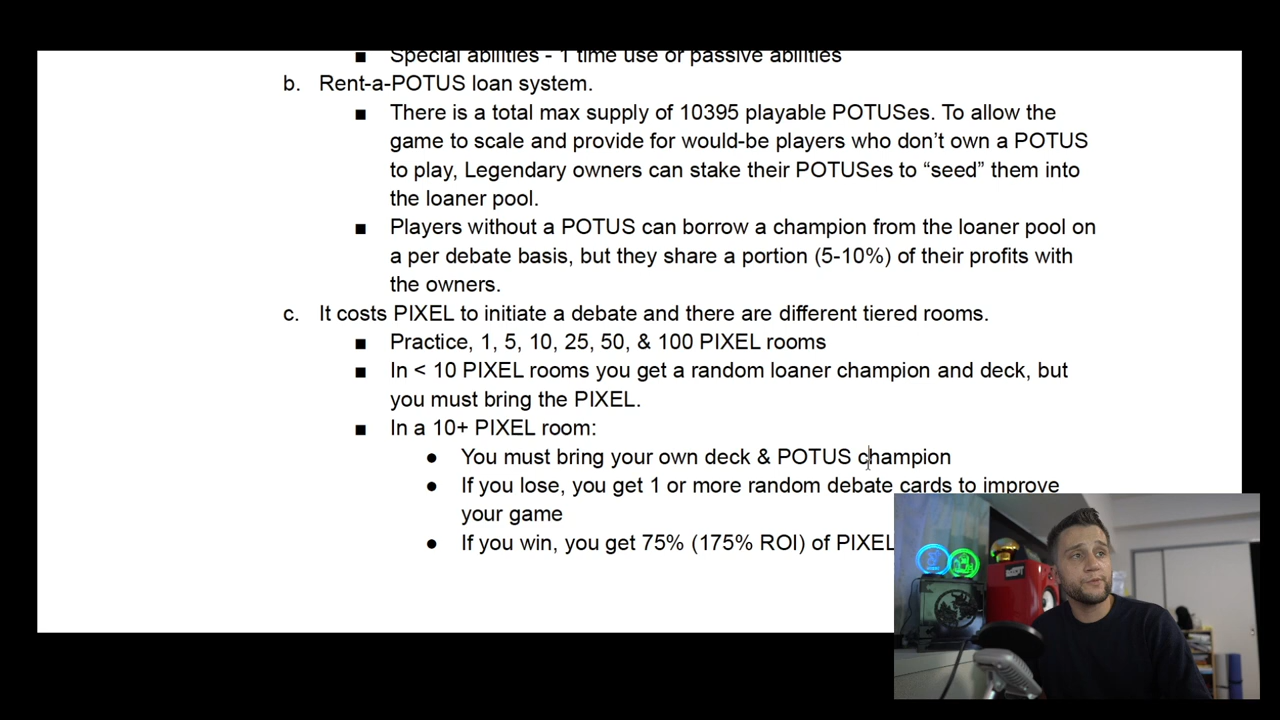 ■ Special abilities - 1 time use or passive abilities
b. Rent-a-POTUS loan system.
■ There is a total max supply of 10395 playable POTUSes. To allow the
game to scale and provide for would-be players who don’t own a POTUS
to play, Legendary owners can stake their POTUSes to “seed” them into
the loaner pool.
■ Players without a POTUS can borrow a champion from the loaner pool on
a per debate basis, but they share a portion (5-10%) of their profits with
the owners.
c. It costs PIXEL to initiate a debate and there are different tiered rooms.
■ Practice, 1, 5, 10, 25, 50, & 100 PIXEL rooms
■ In < 10 PIXEL rooms you get a random loaner champion and deck, but
you must bring the PIXEL.
■ In a 10+ PIXEL room:
● You must bring your own deck & POTUS champion
● If you lose, you get 1 or more random debate cards to improve
your game
● If you win, you get 75% (175% ROI) of PIXEL